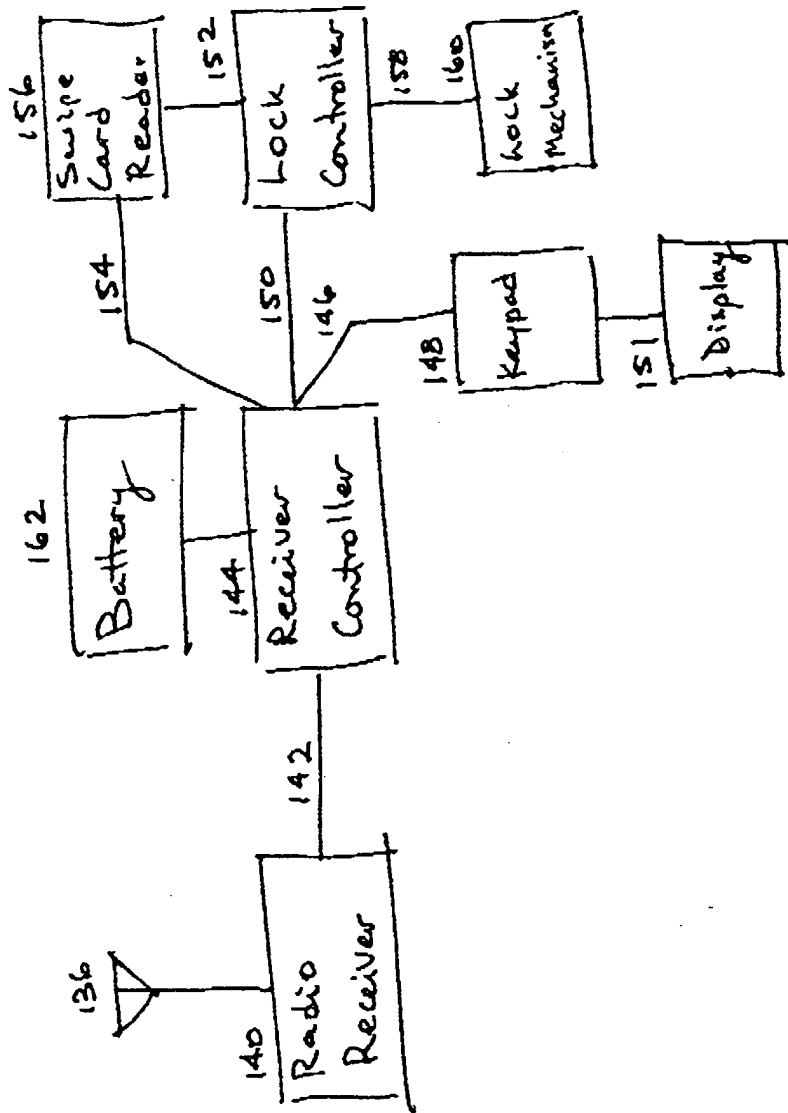 136
140
Radio
Receiver
142
162
Battery
144
Receiver
Controller
154
150
146
156
Swipe
Card
Reader
152
Lock
Controller
158
160
Lock
Mechanism
148
Keypad
151
Display